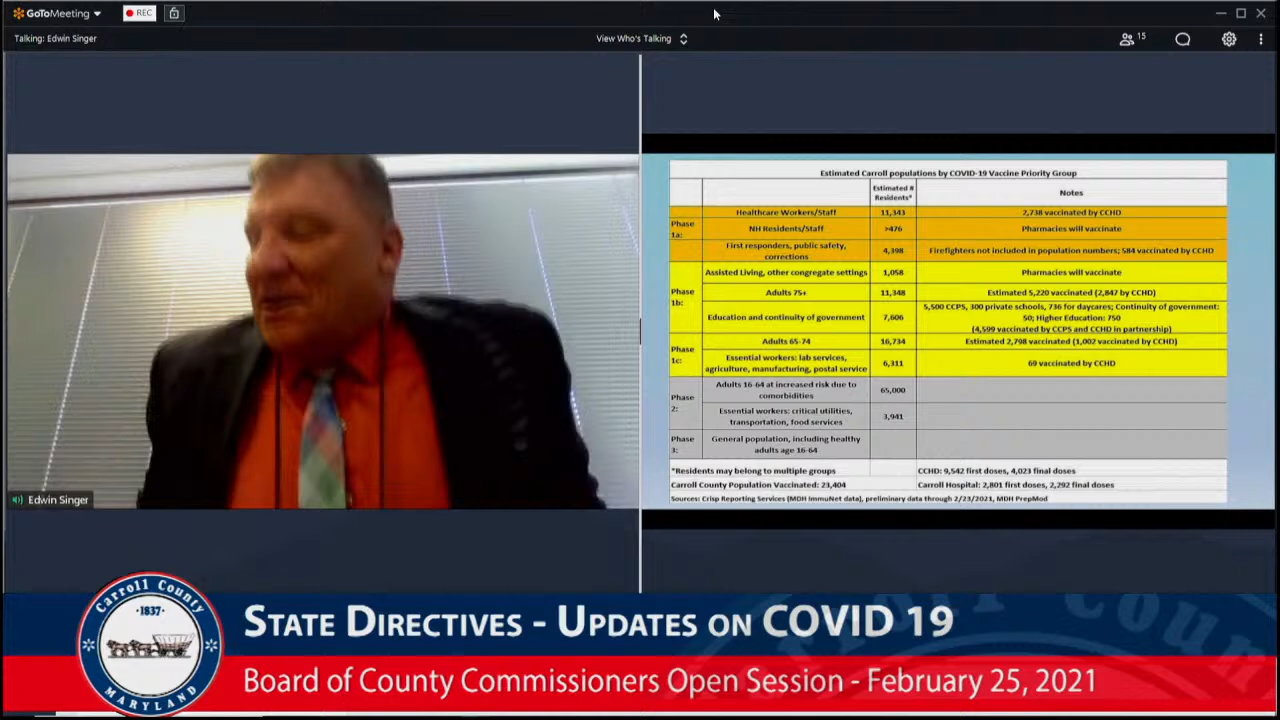 GoToMeeting
REC
Talking: Edwin Singer
View Who's Talking
15
Estimated Carroll populations by COVID-19 Vaccine Priority Group
Estimated #
Residents*
Notes
Phase
1a:
Healthcare Workers/Staff 11,343 2,738 vaccinated by CCHD
NH Residents/Staff >476 Pharmacies will vaccinate
First responders, public safety,
corrections
4,398 Firefighters not included in population numbers; 584 vaccinated by CCHD
Phase
1b:
Assisted Living, other congregate settings 1,058 Pharmacies will vaccinate
Adults 75+ 11,348 Estimated 5,220 vaccinated (2,847 by CCHD)
Education and continuity of government 7,606
5,500 CCPS, 300 private schools, 736 for daycares; Continuity of government:
50; Higher Education: 750
(4,599 vaccinated by CCPS and CCHD in partnership)
Phase
1c:
Adults 65-74 16,734 Estimated 2,798 vaccinated (1,002 vaccinated by CCHD)
Essential workers: lab services,
agriculture, manufacturing, postal service
6,311 69 vaccinated by CCHD
Phase
2:
Adults 16-64 at increased risk due to
comorbidities
65,000
Essential workers: critical utilities,
transportation, food services
3,941
Phase
3:
General population, including healthy
adults age 16-64
*Residents may belong to multiple groups CCHD: 9,542 first doses, 4,023 final doses
Carroll County Population Vaccinated: 23,404 Carroll Hospital: 2,801 first doses, 2,292 final doses
Sources: Crisp Reporting Services (MDH ImmuNet data), preliminary data through 2/23/2021, MDH PrepMod
Edwin Singer
Carroll County
·1837·
MARYLAND
STATE DIRECTIVES - UPDATES ON COVID 19
Board of County Commissioners Open Session - February 25, 2021